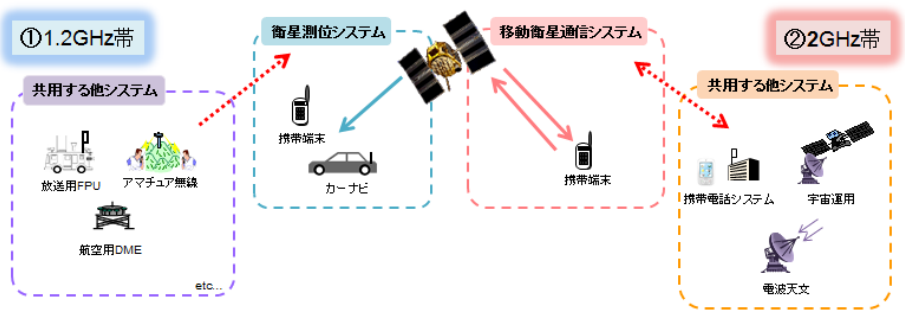 ①1.2GHz帯
衛星測位システム
移動衛星通信システム
②2GHz帯
共用する他システム
共用する他システム
携帯端末
カーナビ
携帯端末
放送用FPU
アマチュア無線
航空用DME
etc...
携帯電話システム
宇宙運用
電波天文